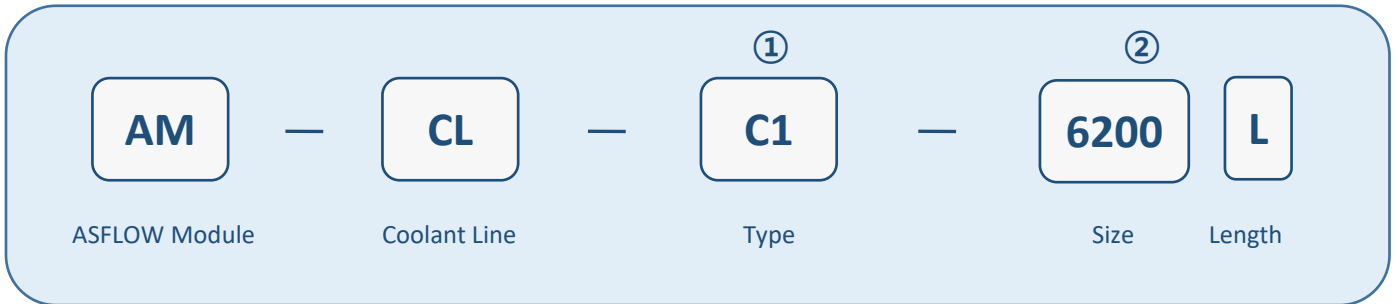 ① ②
AM — CL — C1 — 6200 L
ASFLOW Module Coolant Line Type Size Length